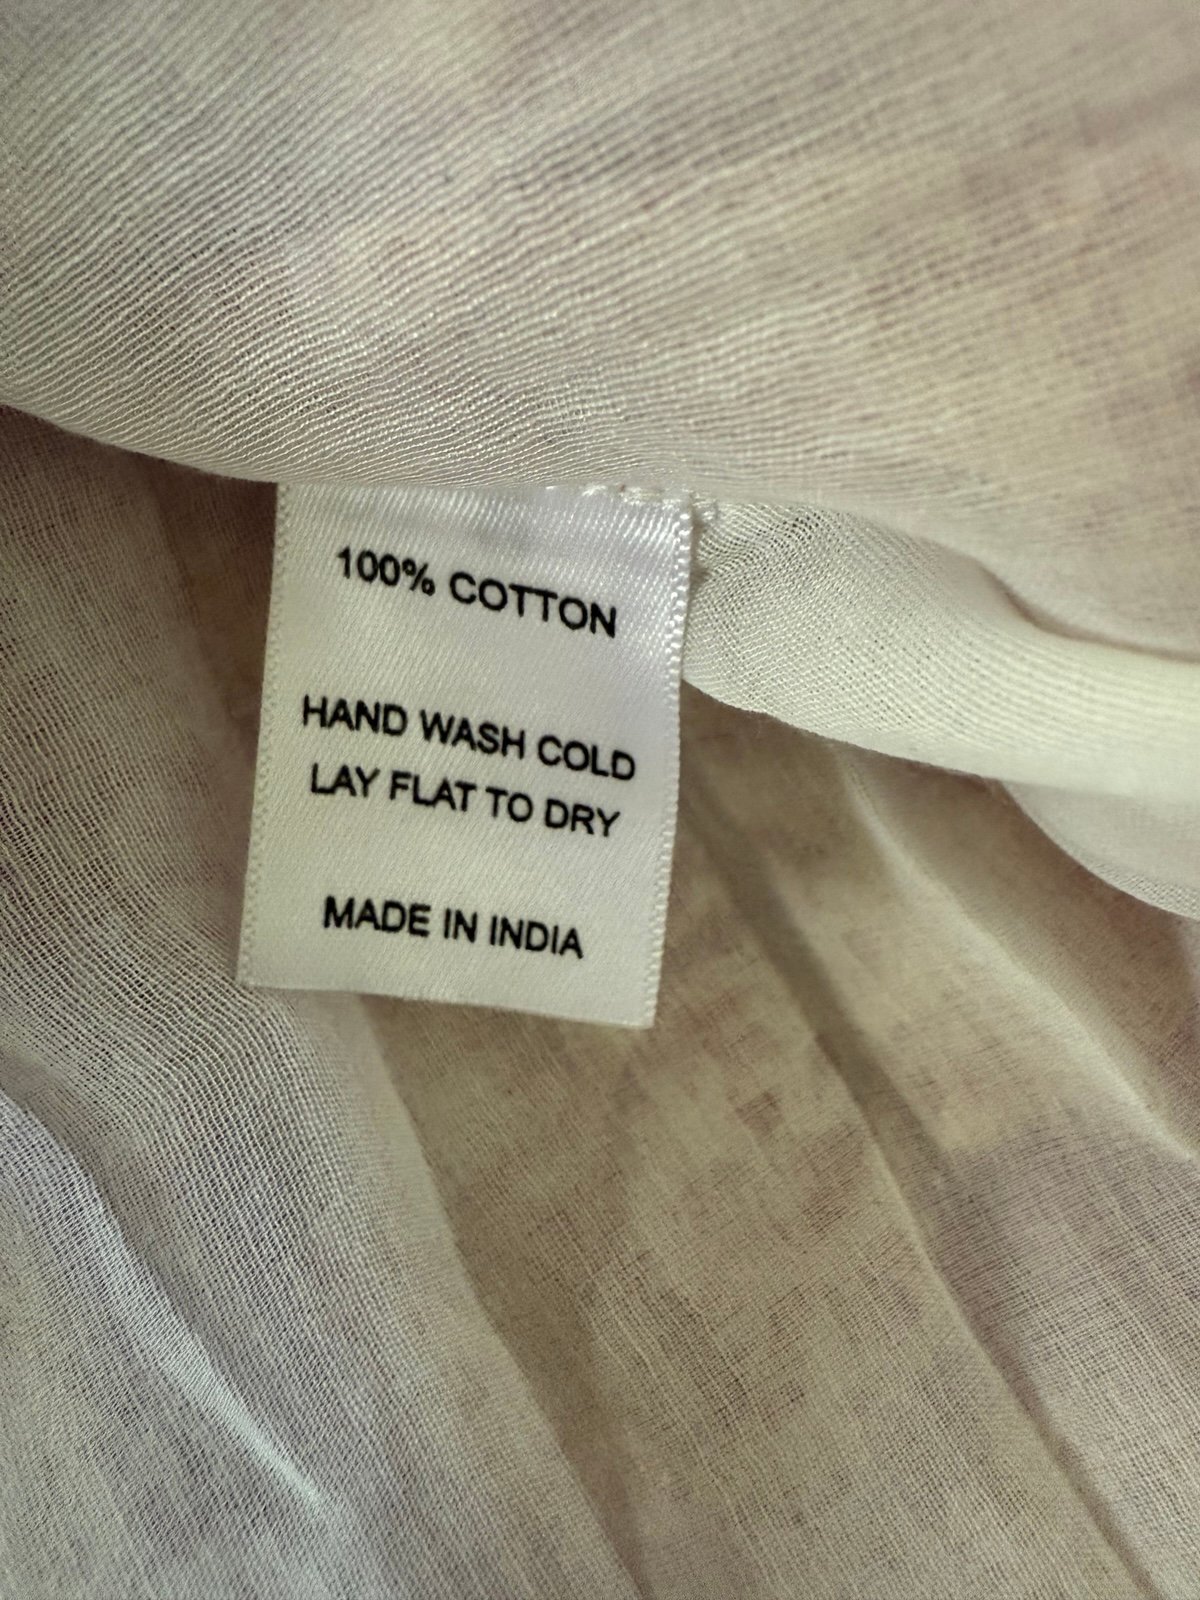 100% COTTON
HAND WASH COLD
LAY FLAT TO DRY
MADE IN INDIA